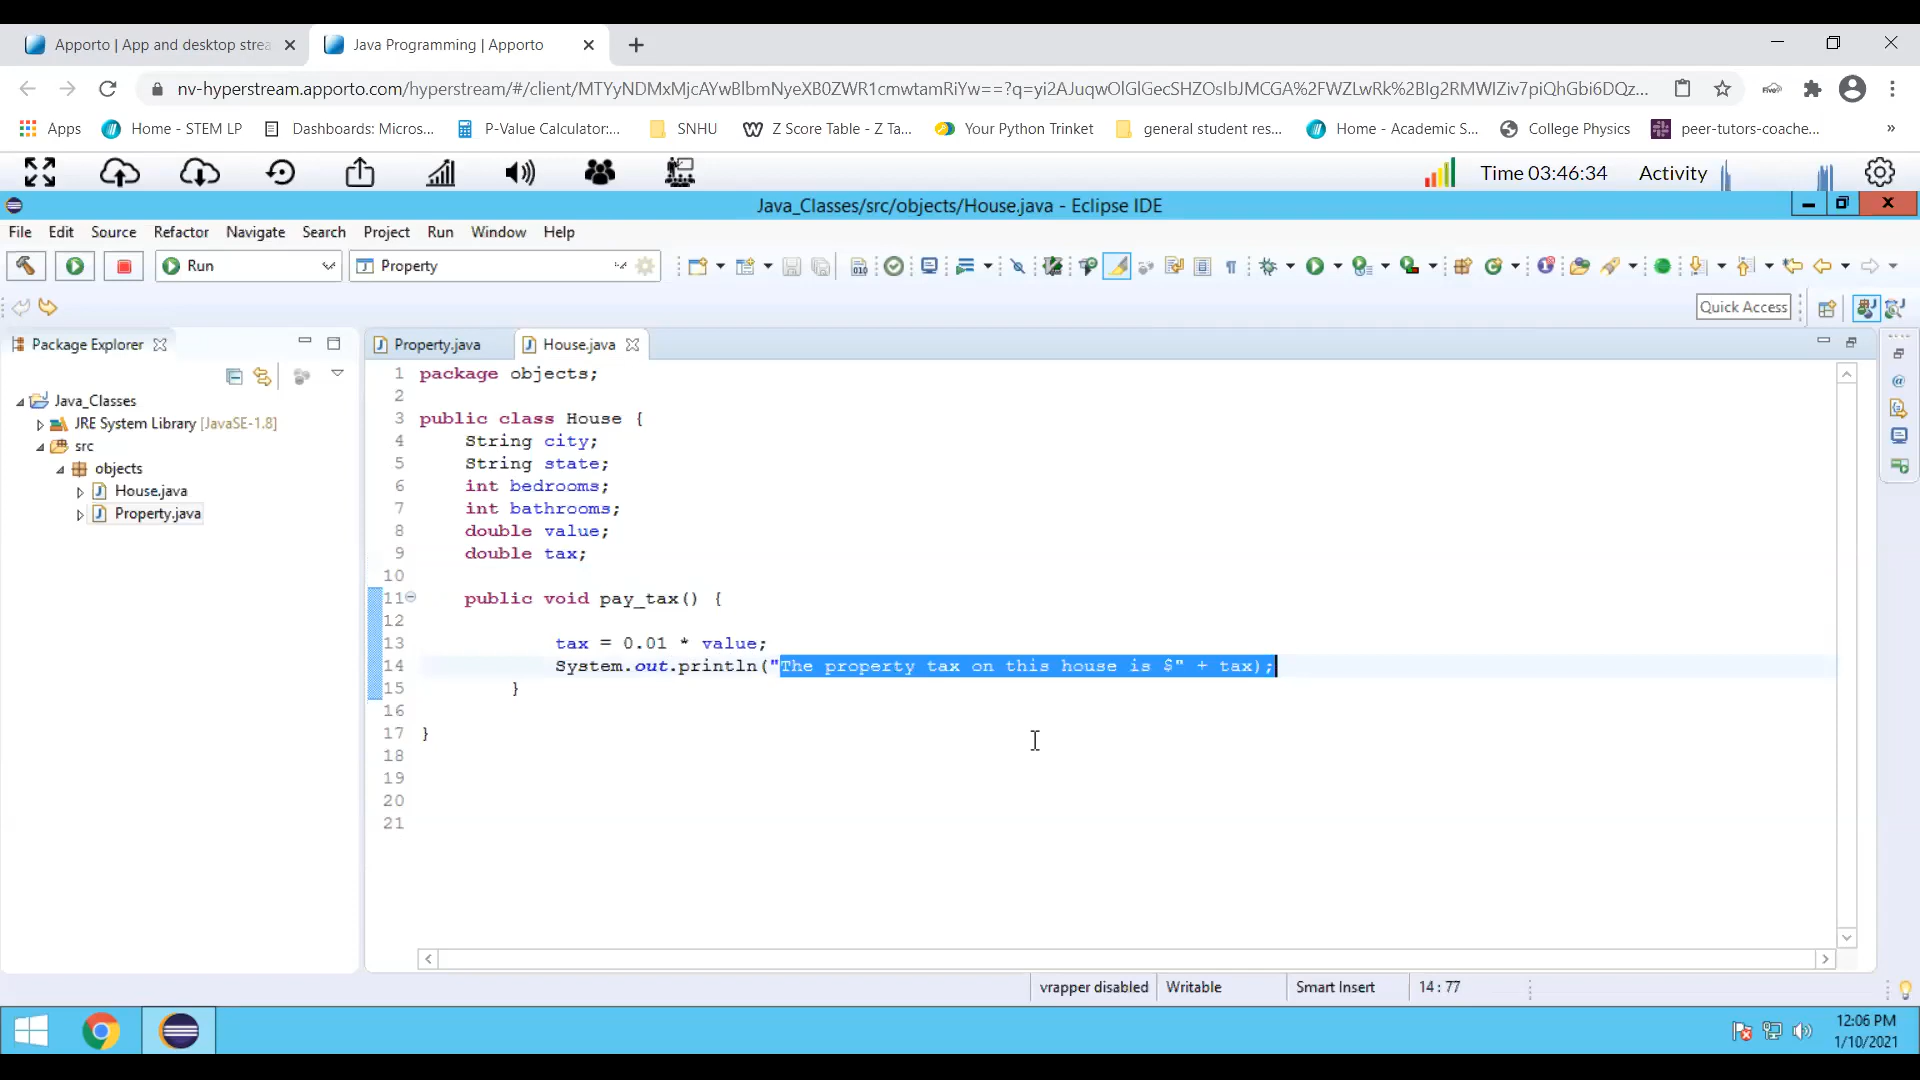 Apporto | App and desktop strea
Java Programming | Apporto
nv-hyperstream.apporto.com/hyperstream/#/client/MTYyNDMxMjcAYwBlbmNyeXB0ZWR1cmwtamRiYw==?q=yi2AJuqwOlGlGecSHZOsIbJMCGA%2FWZLwRk%2BIg2RMWIZiv7piQhGbi6DQz...
Apps Home - STEM LP Dashboards: Micros... P-Value Calculator:... SNHU Z Score Table - Z Ta... Your Python Trinket general student res... Home - Academic S... College Physics peer-tutors-coache... »
Time 03:46:34 Activity
Java_Classes/src/objects/House.java - Eclipse IDE
File Edit Source Refactor Navigate Search Project Run Window Help
Run Property
Quick Access
Package Explorer
Java_Classes
JRE System Library [JavaSE-1.8]
src
objects
House.java
Property.java
Property.java House.java
1 package objects;
2
3 public class House {
4 String city;
5 String state;
6 int bedrooms;
7 int bathrooms;
8 double value;
9 double tax;
10
11 public void pay_tax() {
12
13 tax = 0.01 * value;
14 System.out.println("The property tax on this house is $" + tax);
15 }
16
17 }
18
19
20
21
vrapper disabled Writable Smart Insert 14 : 77
12:06 PM
1/10/2021